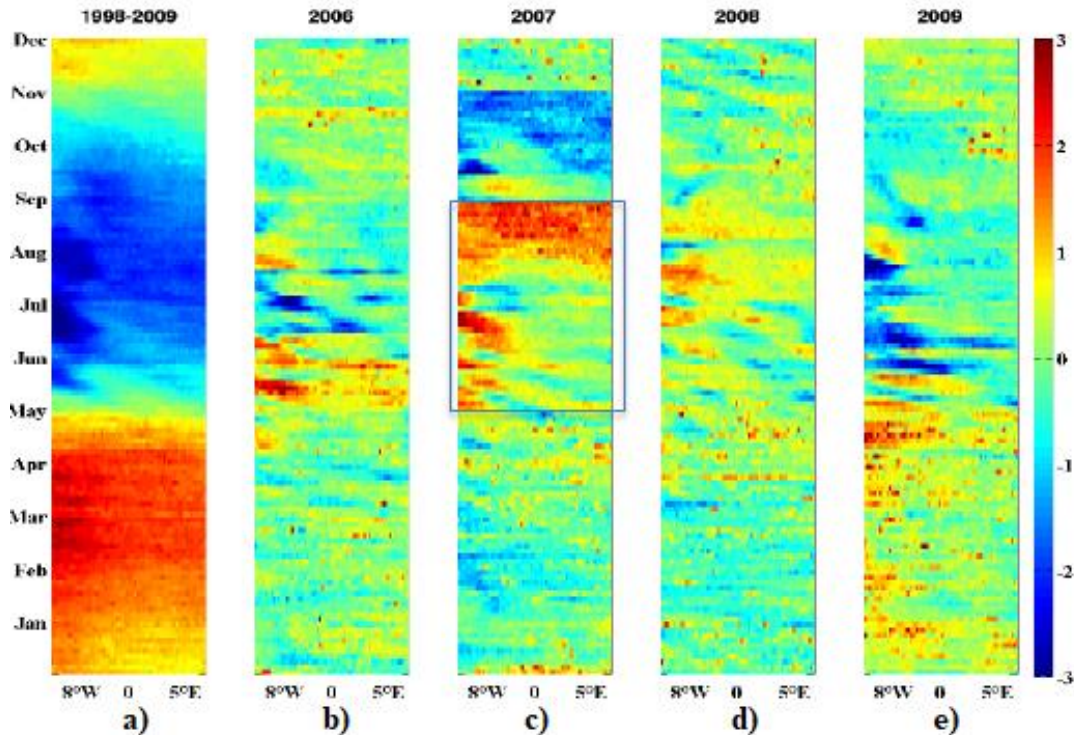 1998-2009 2006 2007 2008 2009
Dec
Nov
Oct
Sep
Aug
Jul
Jun
May
Apr
Mar
Feb
Jan
3
2
1
0
-1
-2
-3
8°W 0 5°E 8°W 0 5°E 8°W 0 5°E 8°W 0 5°E 8°W 0 5°E
a) b) c) d) e)